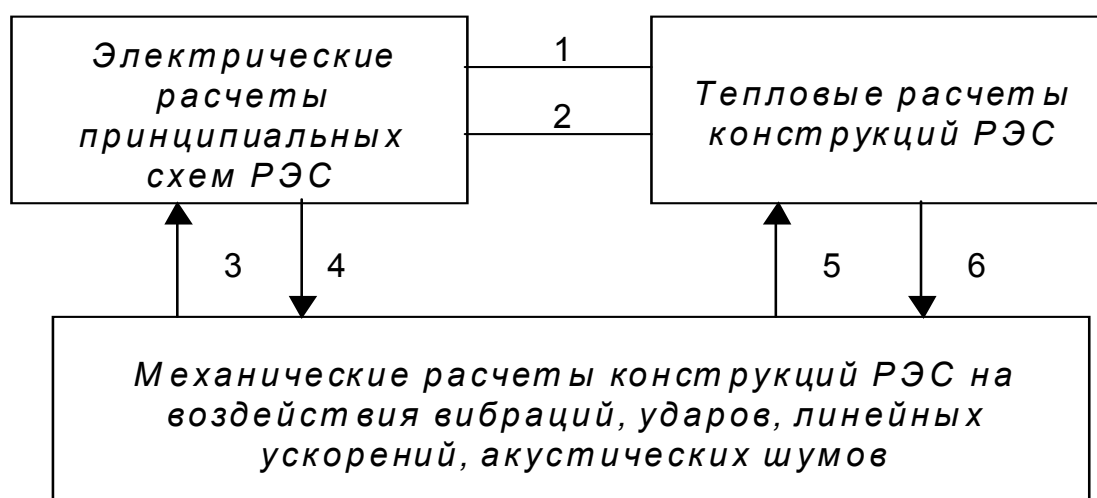 Электрические
расчеты
принципиальных
схем РЭС
1
2
Тепловые расчеты
конструкций РЭС
3
4
5
6
Механические расчеты конструкций РЭС на
воздействия вибраций, ударов, линейных
ускорений, акустических шумов